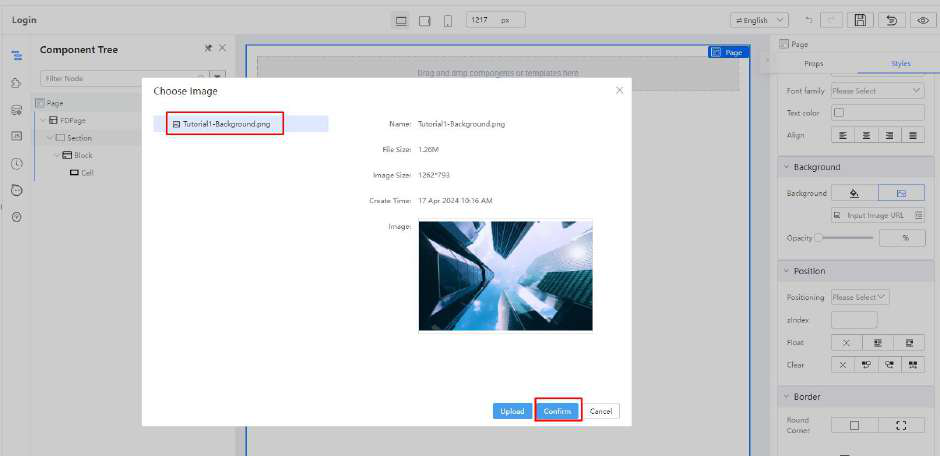 Login
1217 px
English
Component Tree
Filter Node
Page
FDPage
Section
Block
Cell
Page
Drag and drop components or templates here
Choose Image
Tutorial1-Background.png
Name: Tutorial1-Background.png
File Size: 1.26M
Image Size: 1262*793
Create Time: 17 Apr 2024 10:16 AM
Image:
Upload Confirm Cancel
Page
Props Styles
Font family Please Select
Text color
Align
Background
Background
Input Image URL
Opacity %
Position
Positioning Please Select
zIndex
Float
Clear
Border
Round
Corner